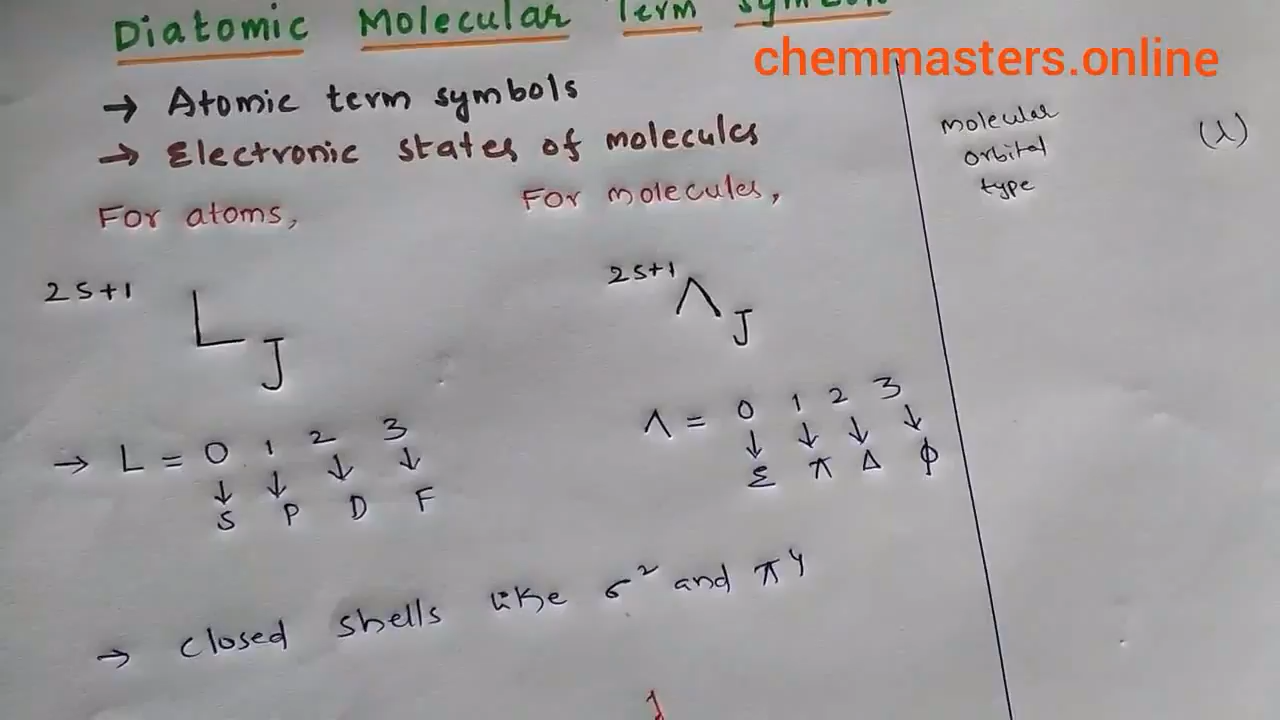 Diatomic Molecular Term Symbols
chemmasters.online
→ Atomic term symbols
→ Electronic states of molecules
For atoms,
For molecules,
2S+1
L
J
2S+1
Λ
J
→ L = 0 1 2 3
↓ ↓ ↓ ↓
S P D F
Λ = 0 1 2 3
↓ ↓ ↓ ↓
Σ π Δ ϕ
→ closed shells like σ² and π⁴
molecular (λ)
orbital
type